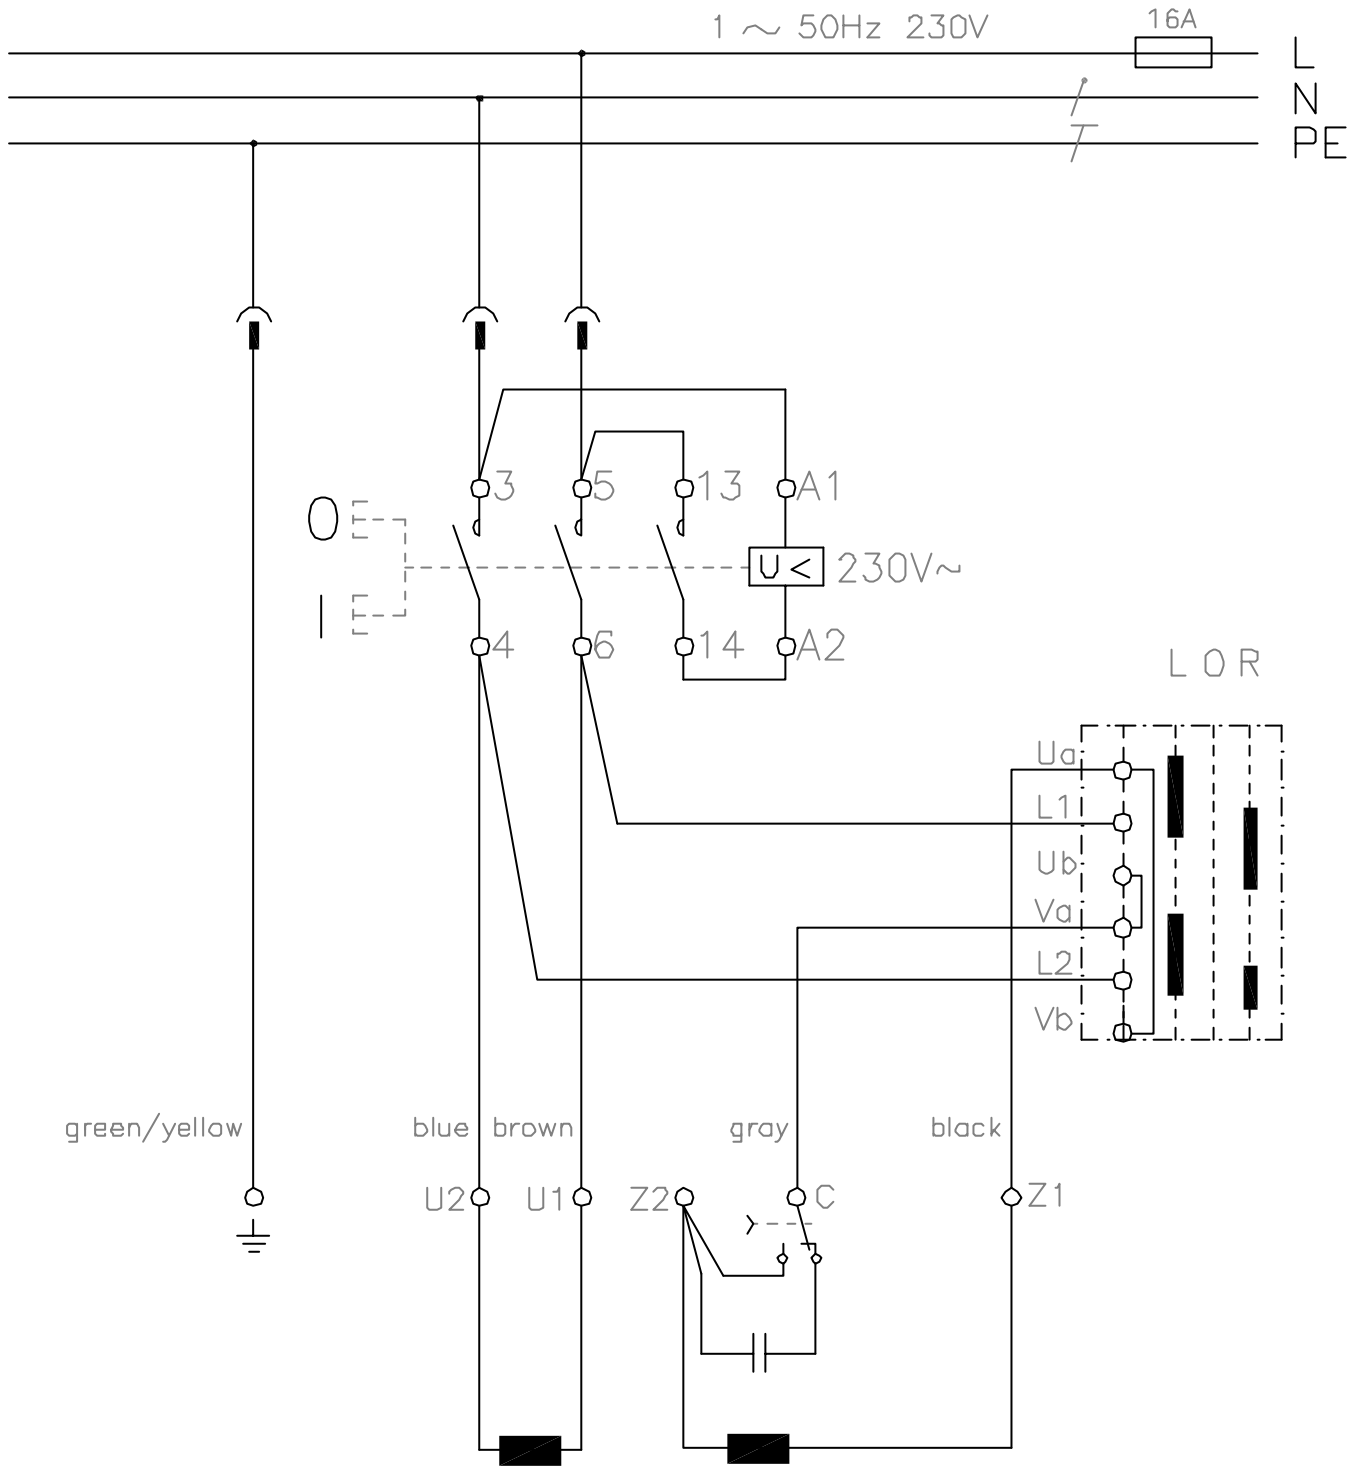 1 ~ 50Hz 230V
16A
L
N
PE
3 5 13 A1
O
U < 230V~
I
4 6 14 A2
L O R
Ua
L1
Ub
Va
L2
Vb
green/yellow blue brown gray black
U2 U1 Z2 C Z1